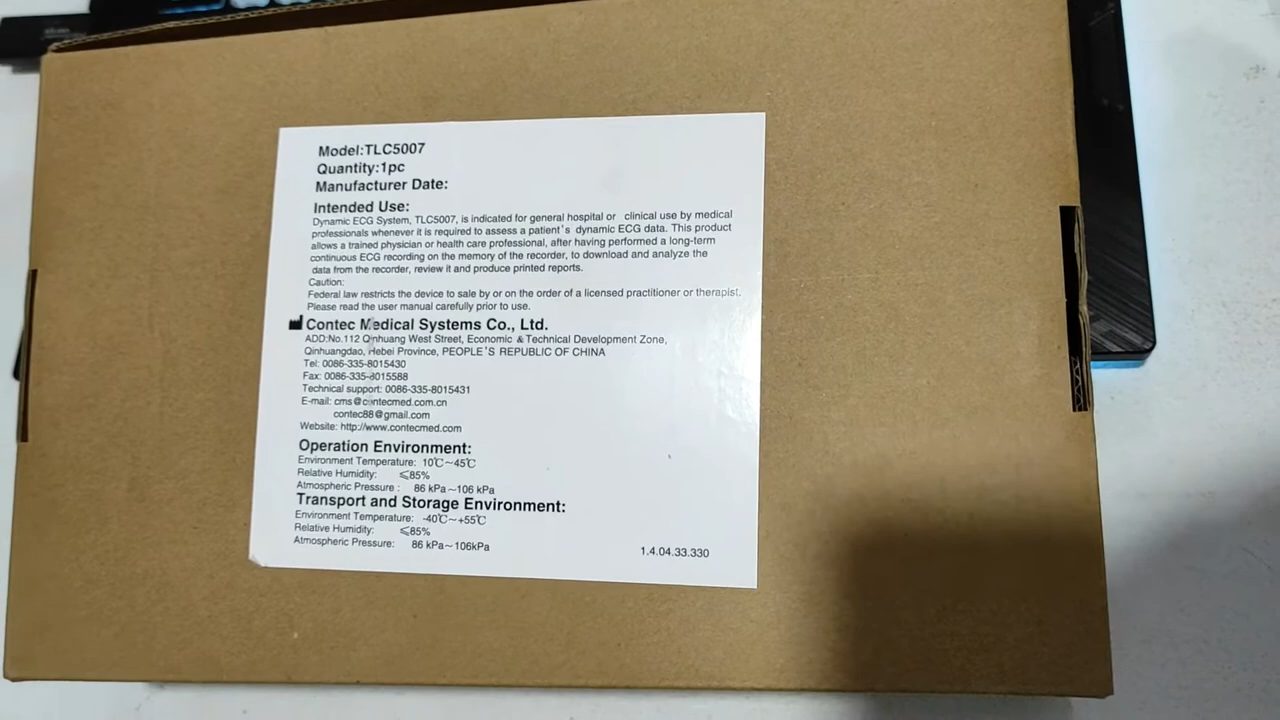 Model:TLC5007
Quantity:1pc
Manufacturer Date:
Intended Use:
Dynamic ECG System, TLC5007, is indicated for general hospital or clinical use by medical
professionals whenever it is required to assess a patient's dynamic ECG data. This product
allows a trained physician or health care professional, after having performed a long-term
continuous ECG recording on the memory of the recorder, to download and analyze the
data from the recorder, review it and produce printed reports.
Caution:
Federal law restricts the device to sale by or on the order of a licensed practitioner or therapist.
Please read the user manual carefully prior to use.
Contec Medical Systems Co., Ltd.
ADD:No.112 Qinhuang West Street, Economic & Technical Development Zone,
Qinhuangdao, Hebei Province, PEOPLE'S REPUBLIC OF CHINA
Tel: 0086-335-8015430
Fax: 0086-335-8015588
Technical support: 0086-335-8015431
E-mail: cms@contecmed.com.cn
contec88@gmail.com
Website: http://www.contecmed.com
Operation Environment:
Environment Temperature: 10℃~45℃
Relative Humidity: ⩽85%
Atmospheric Pressure : 86 kPa~106 kPa
Transport and Storage Environment:
Environment Temperature: -40℃~+55℃
Relative Humidity: ⩽85%
Atmospheric Pressure: 86 kPa~106kPa
1.4.04.33.330